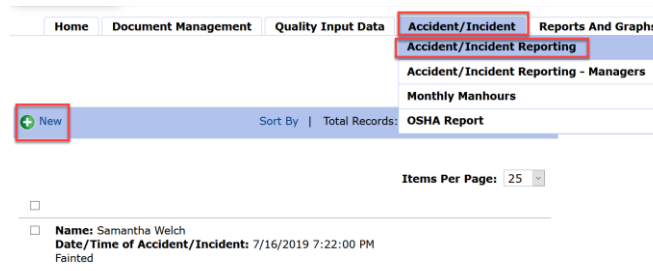 Home Document Management Quality Input Data Accident/Incident Reports And Graphs
Accident/Incident Reporting
Accident/Incident Reporting - Managers
Monthly Manhours
New Sort By | Total Records: OSHA Report
Items Per Page: 25
Name: Samantha Welch
Date/Time of Accident/Incident: 7/16/2019 7:22:00 PM
Fainted